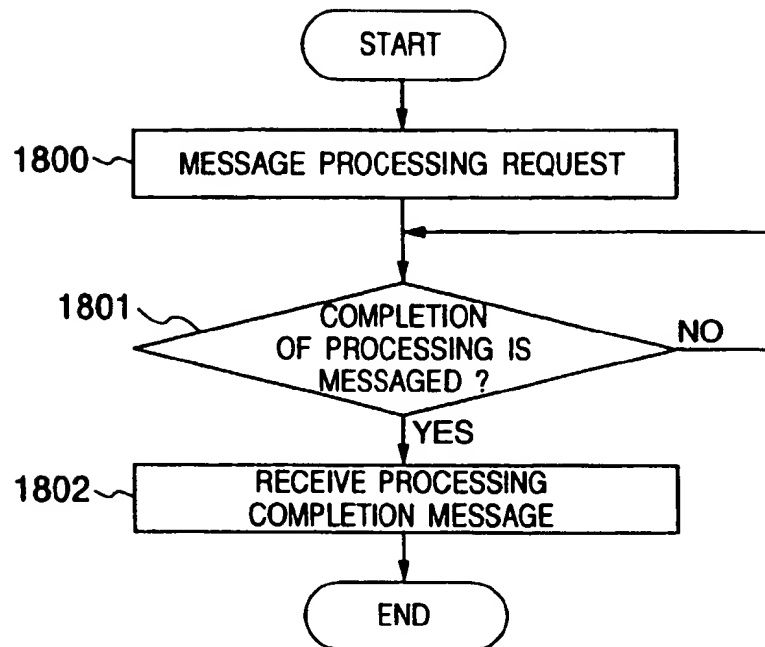 START
1800
MESSAGE PROCESSING REQUEST
1801
COMPLETION
OF PROCESSING IS
MESSAGED ?
NO
YES
1802
RECEIVE PROCESSING
COMPLETION MESSAGE
END